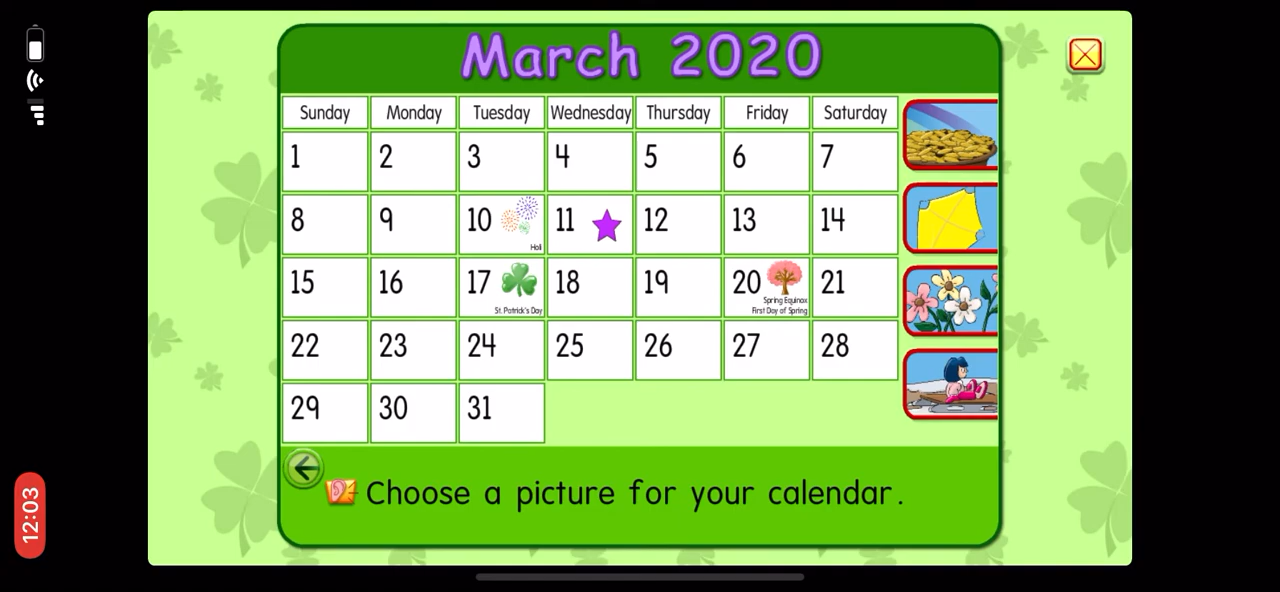 March 2020
Sunday Monday Tuesday Wednesday Thursday Friday Saturday
1 2 3 4 5 6 7
8 9 10 11 12 13 14
Holi
15 16 17 18 19 20 21
St. Patrick's Day
Spring Equinox
First Day of Spring
22 23 24 25 26 27 28
29 30 31
Choose a picture for your calendar.
12:03